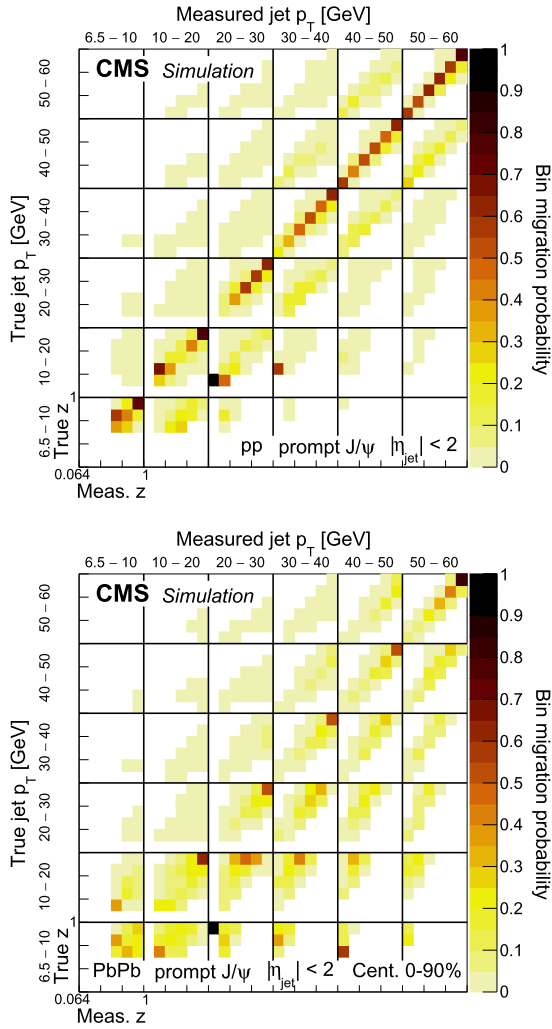 Measured jet p_T [GeV]
6.5 – 10 10 – 20 20 – 30 30 – 40 40 – 50 50 – 60
CMS Simulation
True jet p_T [GeV]
50 – 60
40 – 50
30 – 40
20 – 30
10 – 20
6.5 – 10
True z
1
0.064
1
Meas. z
pp prompt J/ψ |η_jet| < 2
1
0.9
0.8
0.7
0.6
0.5
0.4
0.3
0.2
0.1
0
Bin migration probability
Measured jet p_T [GeV]
6.5 – 10 10 – 20 20 – 30 30 – 40 40 – 50 50 – 60
CMS Simulation
True jet p_T [GeV]
50 – 60
40 – 50
30 – 40
20 – 30
10 – 20
6.5 – 10
True z
1
0.064
1
Meas. z
PbPb prompt J/ψ |η_jet| < 2 Cent. 0-90%
1
0.9
0.8
0.7
0.6
0.5
0.4
0.3
0.2
0.1
0
Bin migration probability